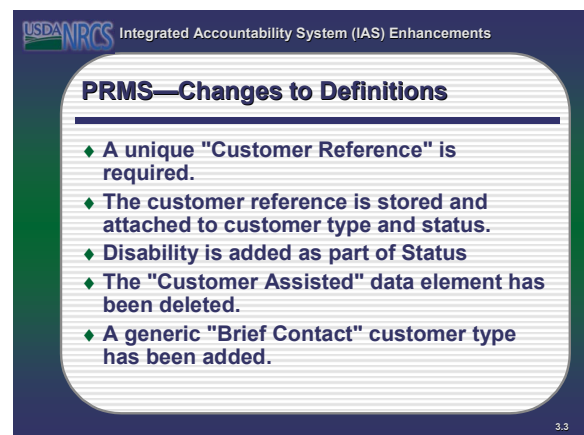 USDA NRCS Integrated Accountability System (IAS) Enhancements
PRMS—Changes to Definitions
♦ A unique "Customer Reference" is
required.
♦ The customer reference is stored and
attached to customer type and status.
♦ Disability is added as part of Status
♦ The "Customer Assisted" data element has
been deleted.
♦ A generic "Brief Contact" customer type
has been added.
3.3